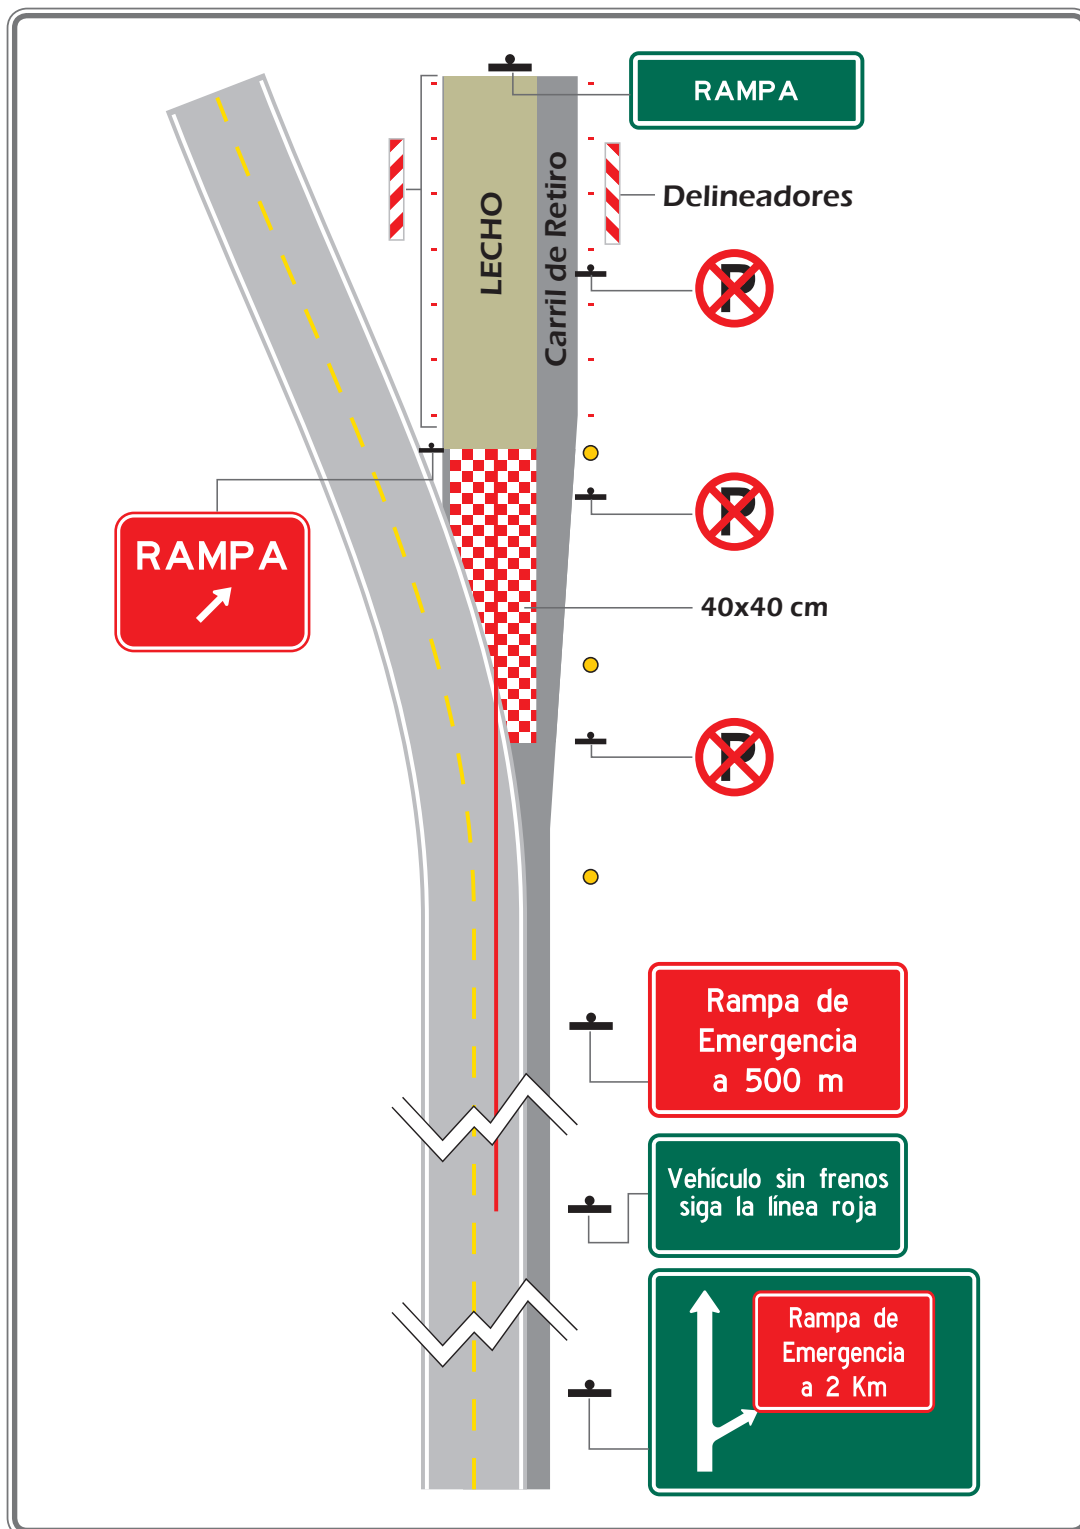 RAMPA
LECHO
Carril de Retiro
Delineadores
P
P
RAMPA
40x40 cm
P
Rampa de
Emergencia
a 500 m
Vehículo sin frenos
siga la línea roja
Rampa de
Emergencia
a 2 Km